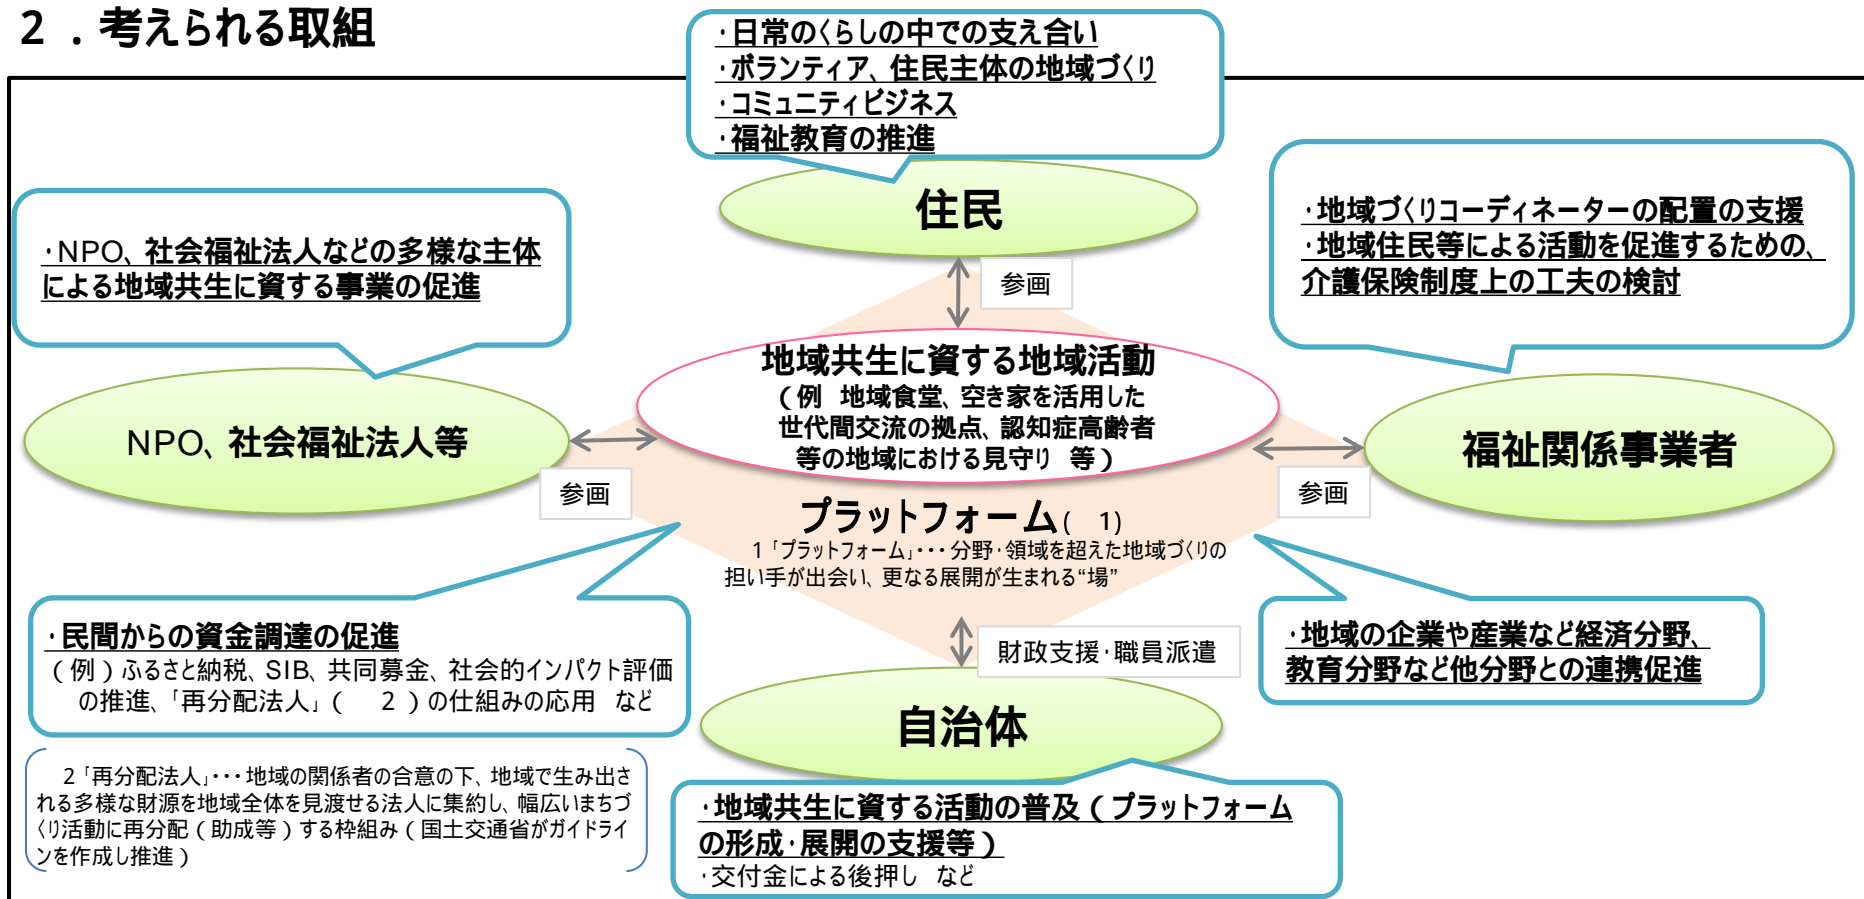 ２．考えられる取組
･日常のくらしの中での支え合い
･ボランティア、住民主体の地域づくり
･コミュニティビジネス
･福祉教育の推進
住民
･NPO、社会福祉法人などの多様な主体
による地域共生に資する事業の促進
･地域づくりコーディネーターの配置の支援
･地域住民等による活動を促進するための、
介護保険制度上の工夫の検討
参画
地域共生に資する地域活動
（例　地域食堂、空き家を活用した
世代間交流の拠点、認知症高齢者
等の地域における見守り　等）
NPO、社会福祉法人等
福祉関係事業者
参画
参画
プラットフォーム(　1)
1「プラットフォーム」･･･分野･領域を超えた地域づくりの
担い手が出会い、更なる展開が生まれる“場”
･民間からの資金調達の促進
（例）ふるさと納税、SIB、共同募金、社会的インパクト評価
の推進、「再分配法人」（　2）の仕組みの応用　など
財政支援･職員派遣
･地域の企業や産業など経済分野、
教育分野など他分野との連携促進
自治体
2「再分配法人」･･･地域の関係者の合意の下、地域で生み出さ
れる多様な財源を地域全体を見渡せる法人に集約し、幅広いまちづ
くり活動に再分配（助成等）する枠組み（国土交通省がガイドライ
ンを作成し推進）
･地域共生に資する活動の普及（プラットフォーム
の形成･展開の支援等）
･交付金による後押し　など